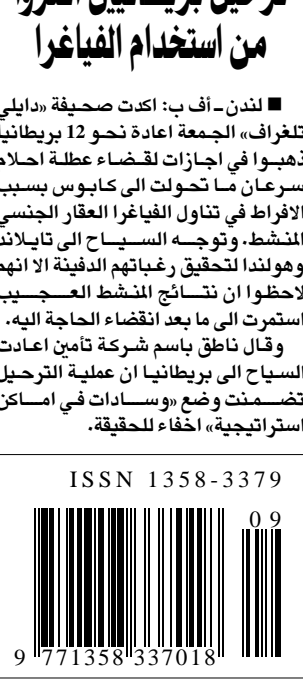 ترحيل بريطانيين اكثروا
من استخدام الفياغرا
■ لندن ـ أف ب: اكدت صحيفة «دايلي
تلغراف» الجمعة اعادة نحو 12 بريطانيا
ذهبوا في اجازات لقضاء عطلة احلام
سرعان ما تحولت الى كابوس بسبب
الافراط في تناول الفياغرا العقار الجنسي
المنشط. وتوجه السياح الى تايلاند
وهولندا لتحقيق رغباتهم الدفينة الا انهم
لاحظوا ان نتائج المنشط العجيب
استمرت الى ما بعد انقضاء الحاجة اليه.
وقال ناطق باسم شركة تأمين اعادت
السياح الى بريطانيا ان عملية الترحيل
تضمنت وضع «وسادات في اماكن
استراتيجية» اخفاء للحقيقة.
ISSN 1358-3379
09
9 771358 337018